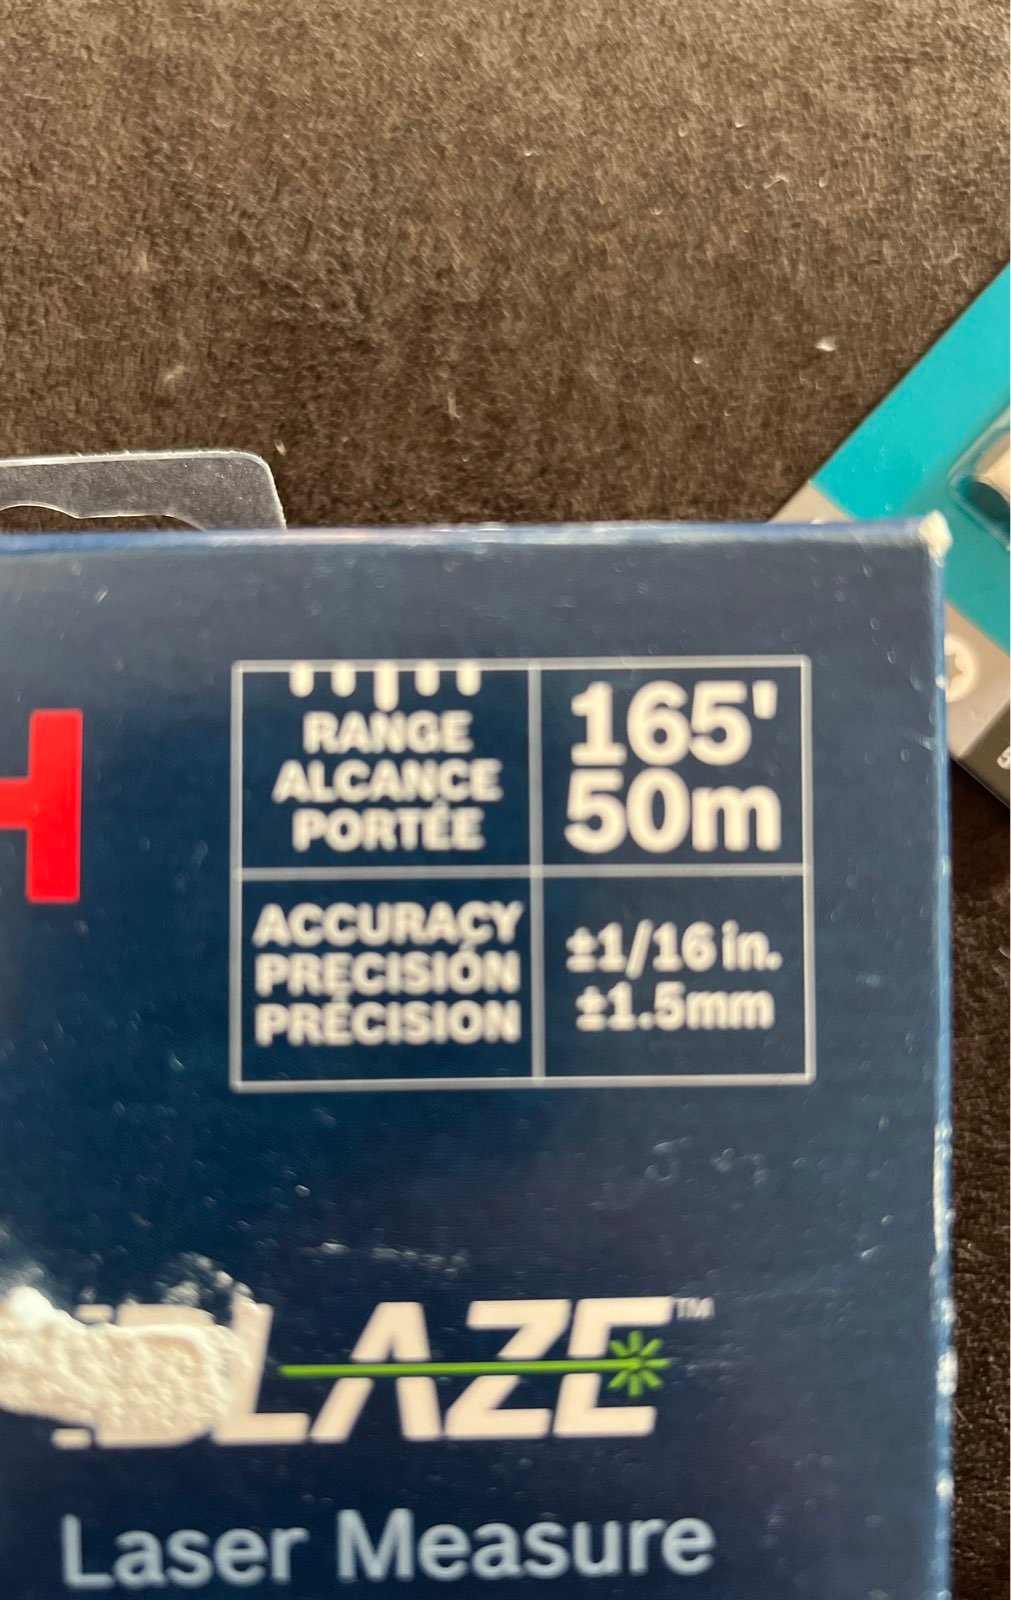 H
RANGE
ALCANCE
PORTÉE
165'
50m
ACCURACY
PRECISIÓN
PRÉCISION
±1/16 in.
±1.5mm
BLAZE™
Laser Measure